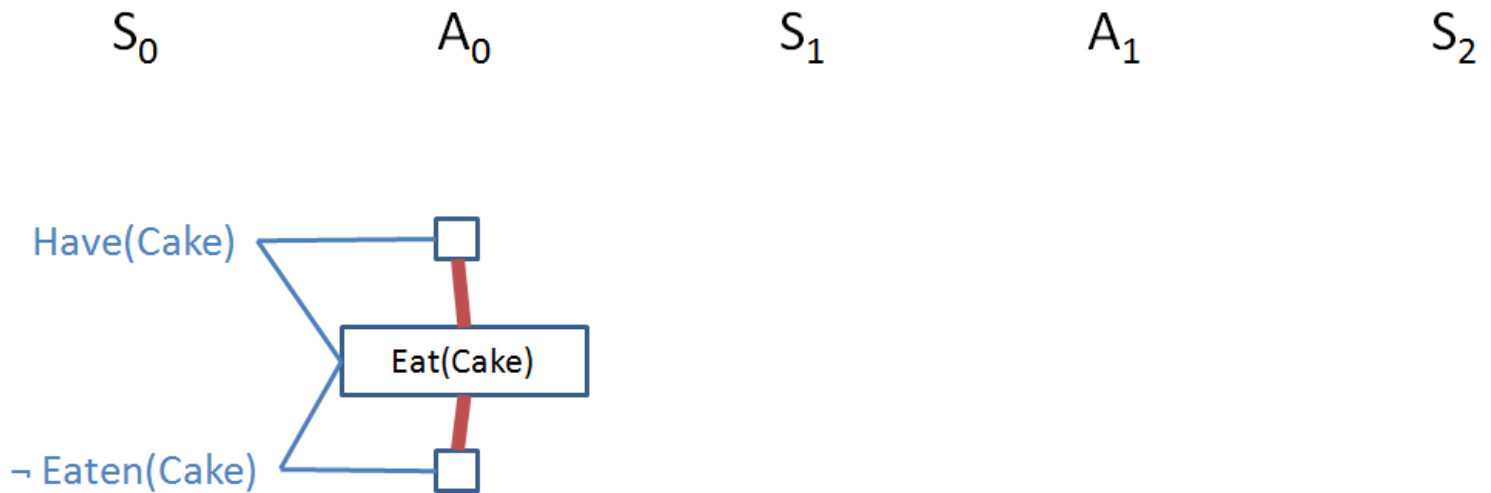 S₀ A₀ S₁ A₁ S₂
Have(Cake)
Eat(Cake)
¬ Eaten(Cake)